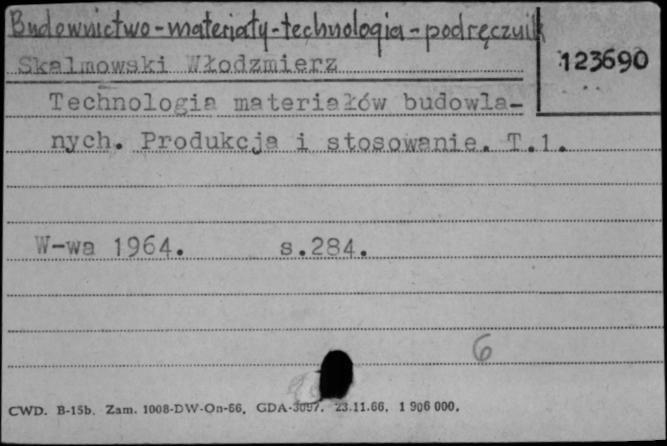 Budownictwo-materiały-technologia-podręcznik
Skalmowski Włodzmierz
123690
Technologia materiałów budowla-
nych. Produkcja i stosowanie. T.1.
W-wa 1964. s.284.
6
CWD. B-15b. Zam. 1008-DW-On-66. GDA-3097. 23.11.66. 1 906 000.